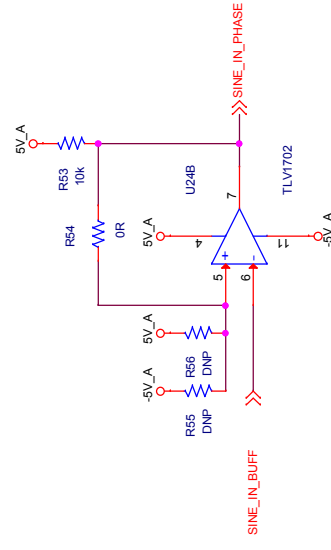 5V_A
R53
10k
SINE_IN_PHASE
R54
0R
U24B
7
TLV1702
5V_A
4
11
-5V_A
5
+
6
-
5V_A
R56
DNP
-5V_A
R55
DNP
SINE_IN_BUFF